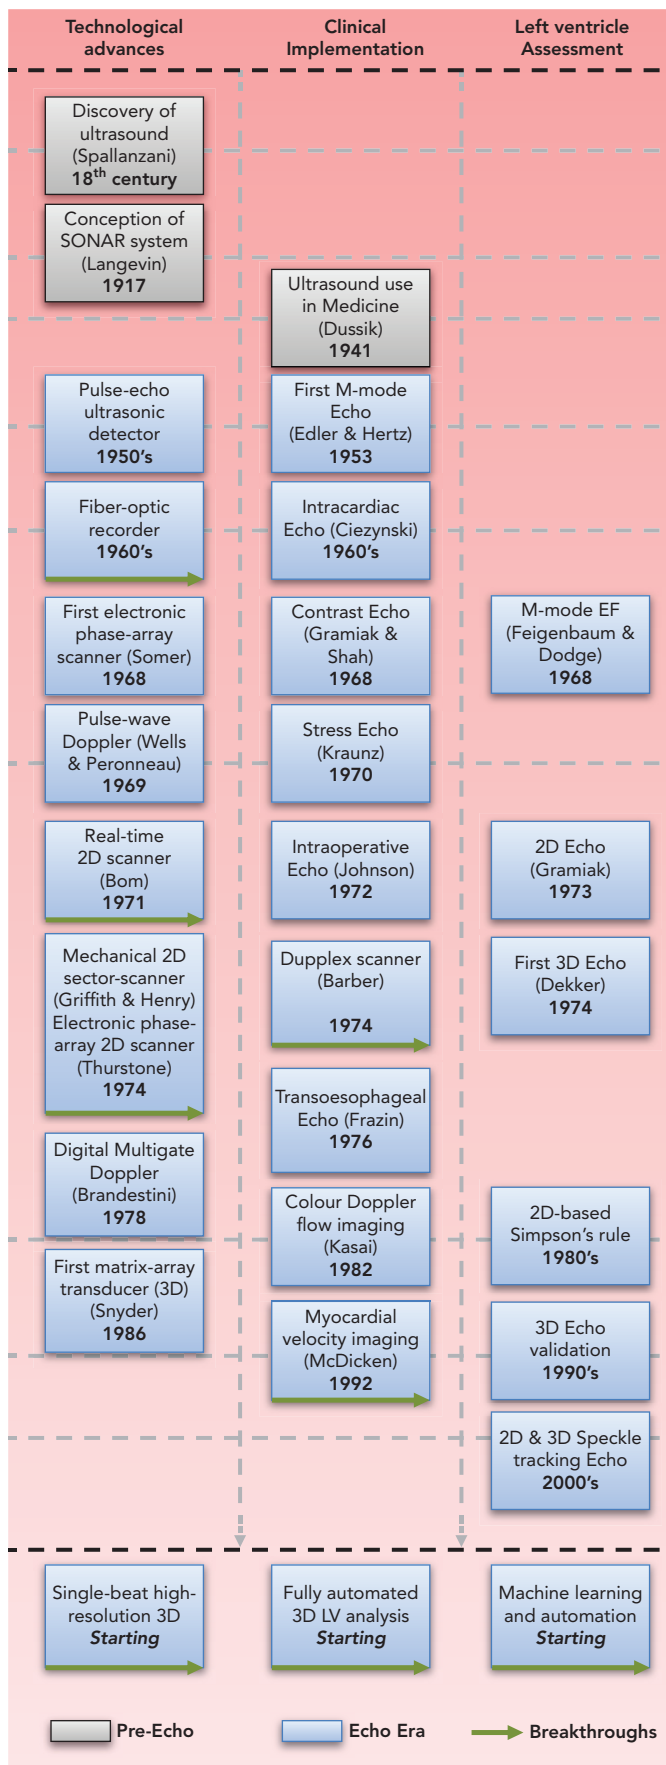 Technological
advances
Clinical
Implementation
Left ventricle
Assessment
Discovery of
ultrasound
(Spallanzani)
18th century
Conception of
SONAR system
(Langevin)
1917
Ultrasound use
in Medicine
(Dussik)
1941
Pulse-echo
ultrasonic
detector
1950's
First M-mode
Echo
(Edler & Hertz)
1953
Fiber-optic
recorder
1960's
Intracardiac
Echo (Ciezynski)
1960's
First electronic
phase-array
scanner (Somer)
1968
Contrast Echo
(Gramiak &
Shah)
1968
M-mode EF
(Feigenbaum &
Dodge)
1968
Pulse-wave
Doppler (Wells
& Peronneau)
1969
Stress Echo
(Kraunz)
1970
Real-time
2D scanner
(Bom)
1971
Intraoperative
Echo (Johnson)
1972
2D Echo
(Gramiak)
1973
Mechanical 2D
sector-scanner
(Griffith & Henry)
Electronic phase-
array 2D scanner
(Thurstone)
1974
Dupplex scanner
(Barber)
1974
First 3D Echo
(Dekker)
1974
Transoesophageal
Echo (Frazin)
1976
Digital Multigate
Doppler
(Brandestini)
1978
Colour Doppler
flow imaging
(Kasai)
1982
2D-based
Simpson's rule
1980's
First matrix-array
transducer (3D)
(Snyder)
1986
Myocardial
velocity imaging
(McDicken)
1992
3D Echo
validation
1990's
2D & 3D Speckle
tracking Echo
2000's
Single-beat high-
resolution 3D
Starting
Fully automated
3D LV analysis
Starting
Machine learning
and automation
Starting
Pre-Echo
Echo Era
Breakthroughs